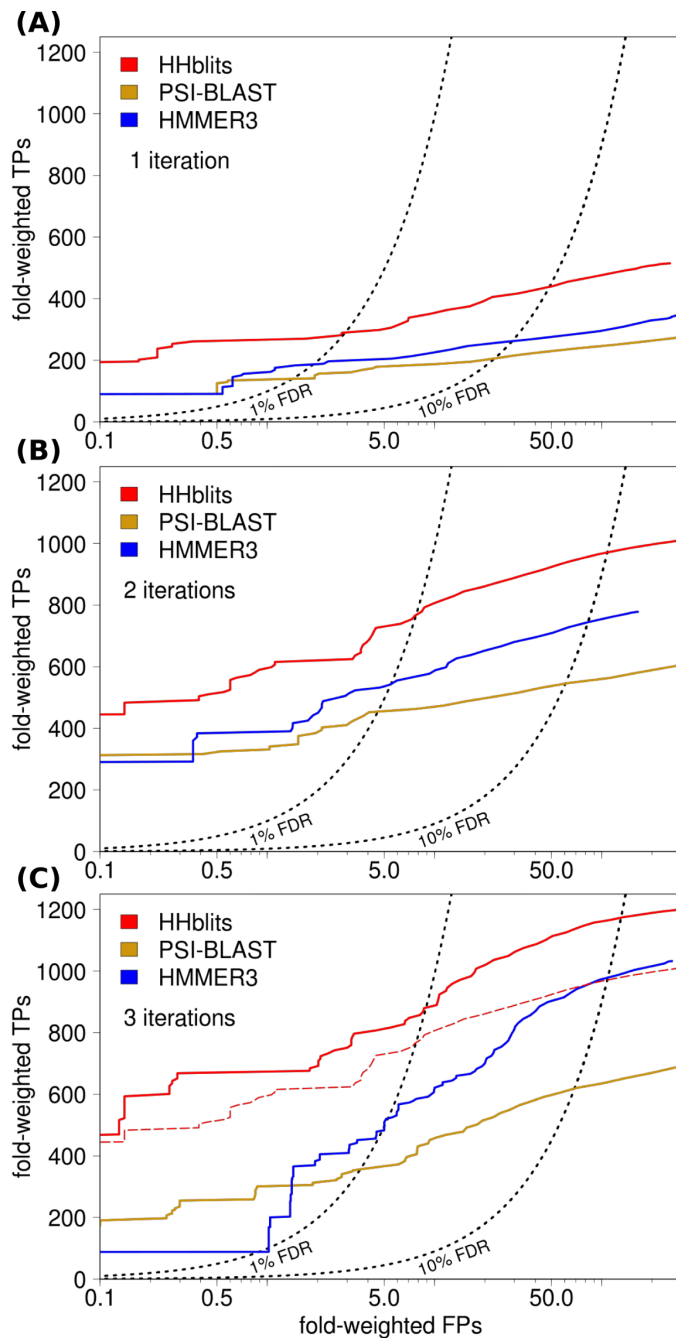 (A)
1200
1000
800
600
400
200
0
fold-weighted TPs
HHblits
PSI-BLAST
HMMER3
1 iteration
1% FDR
10% FDR
0.1
0.5
5.0
50.0
(B)
1200
1000
800
600
400
200
0
fold-weighted TPs
HHblits
PSI-BLAST
HMMER3
2 iterations
1% FDR
10% FDR
0.1
0.5
5.0
50.0
(C)
1200
1000
800
600
400
200
0
fold-weighted TPs
HHblits
PSI-BLAST
HMMER3
3 iterations
1% FDR
10% FDR
0.1
0.5
5.0
50.0
fold-weighted FPs